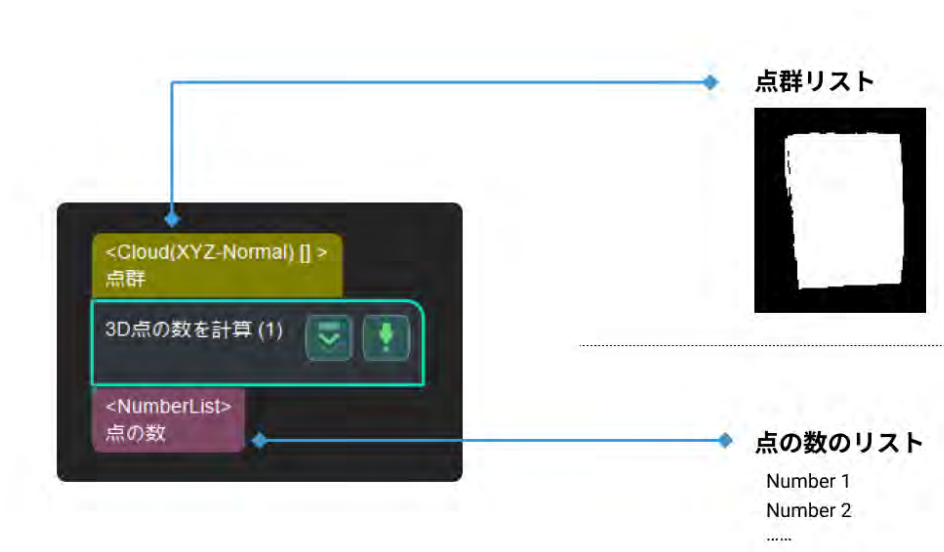 点群リスト
<Cloud(XYZ-Normal) [] >
点群
3D点の数を計算 (1)
<NumberList>
点の数
点の数のリスト
Number 1
Number 2
......